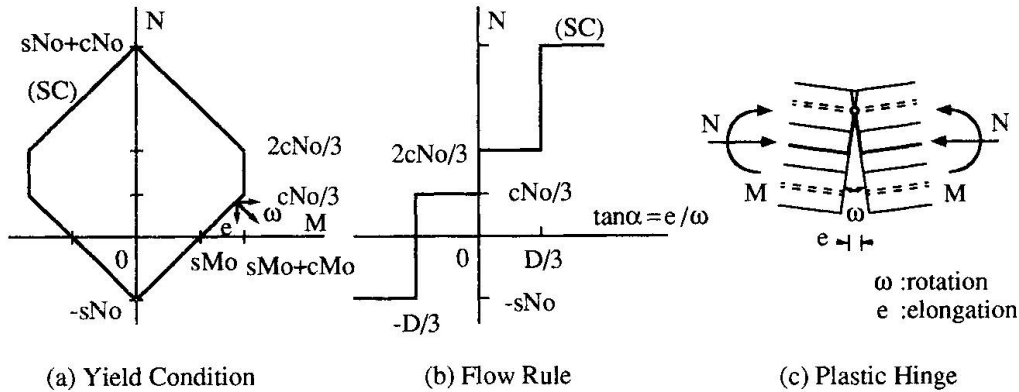 N
sNo+cNo
(SC)
2cNo/3
cNo/3
e
ω
M
0
sMo
sMo+cMo
-sNo
(a) Yield Condition
N
(SC)
2cNo/3
cNo/3
tanα=e/ω
0
D/3
-sNo
-D/3
(b) Flow Rule
N
N
M
M
ω
e
ω :rotation
e :elongation
(c) Plastic Hinge